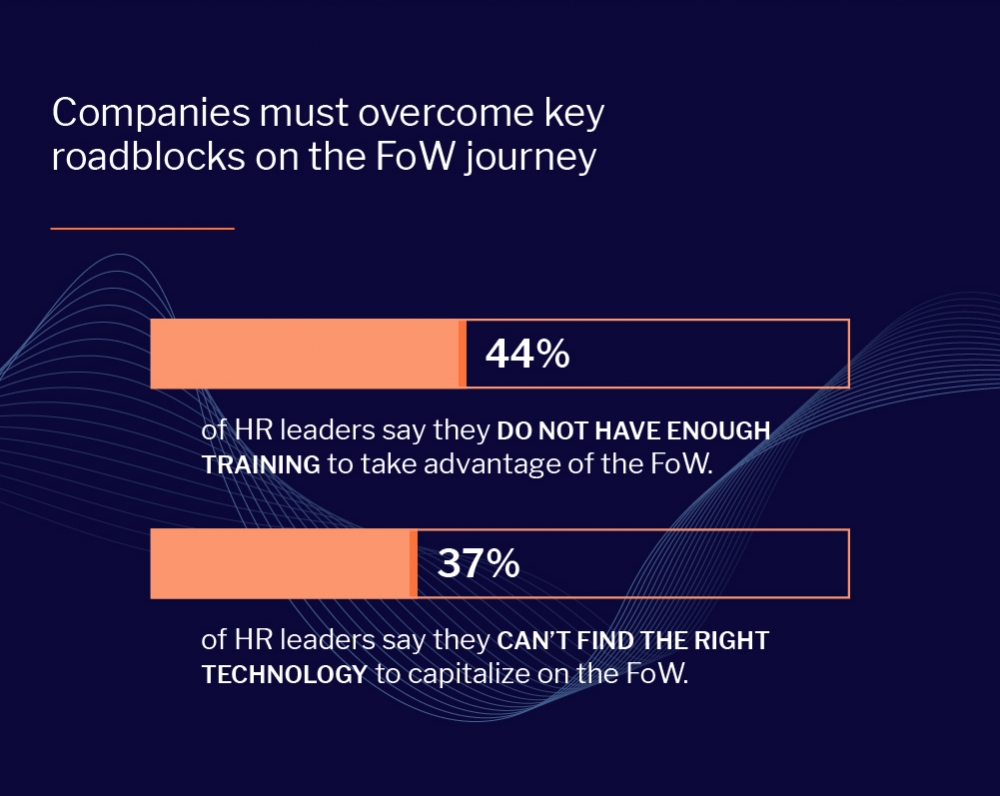 Companies must overcome key
roadblocks on the FoW journey
44%
of HR leaders say they DO NOT HAVE ENOUGH
TRAINING to take advantage of the FoW.
37%
of HR leaders say they CAN’T FIND THE RIGHT
TECHNOLOGY to capitalize on the FoW.